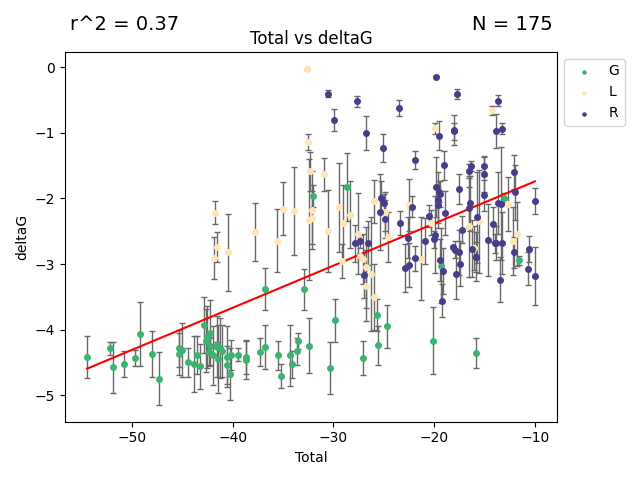 r^2 = 0.37 N = 175
Total vs deltaG
G
L
R
0
−1
−2
−3
−4
−5
deltaG
−50 −40 −30 −20 −10
Total